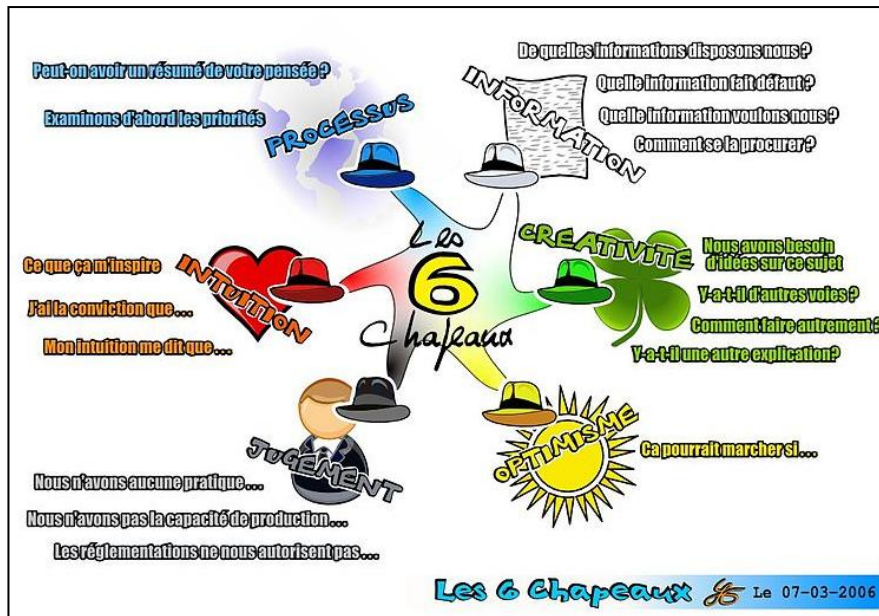 Peut-on avoir un résumé de votre pensée ?
Examinons d'abord les priorités
PROCESSUS
De quelles informations disposons nous ?
Quelle information fait défaut ?
Quelle information voulons nous ?
Comment se la procurer ?
INFORMATION
Les
6
Chapeaux
CREATIVITÉ
Nous avons besoin
d'idées sur ce sujet
Y-a-t-il d'autres voies ?
Comment faire autrement ?
Y-a-t-il une autre explication?
INTUITION
Ce que ça m'inspire
J'ai la conviction que...
Mon intuition me dit que...
JUGEMENT
Nous n'avons aucune pratique...
Nous n'avons pas la capacité de production...
Les réglementations ne nous autorisent pas...
OPTIMISME
Ca pourrait marcher si...
Les 6 Chapeaux
Le 07-03-2006